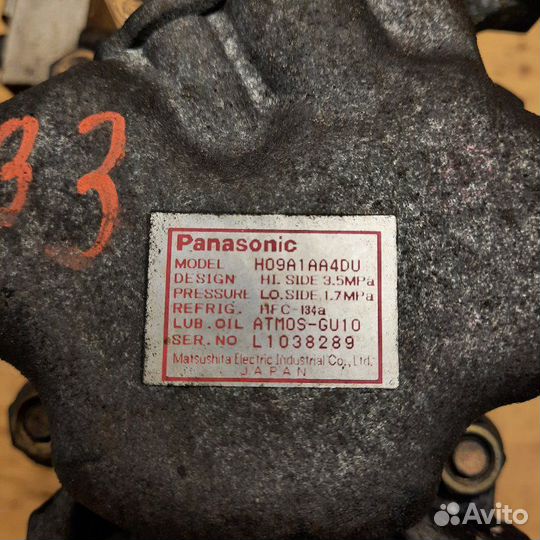 33
Panasonic
MODEL H09A1AA4DU
DESIGN HI. SIDE 3.5MPa
PRESSURE LO. SIDE 1.7MPa
REFRIG. HFC-134a
LUB. OIL ATMOS-GU10
SER. NO L1038289
Matsushita Electric Industrial Co., Ltd.
JAPAN
Avito